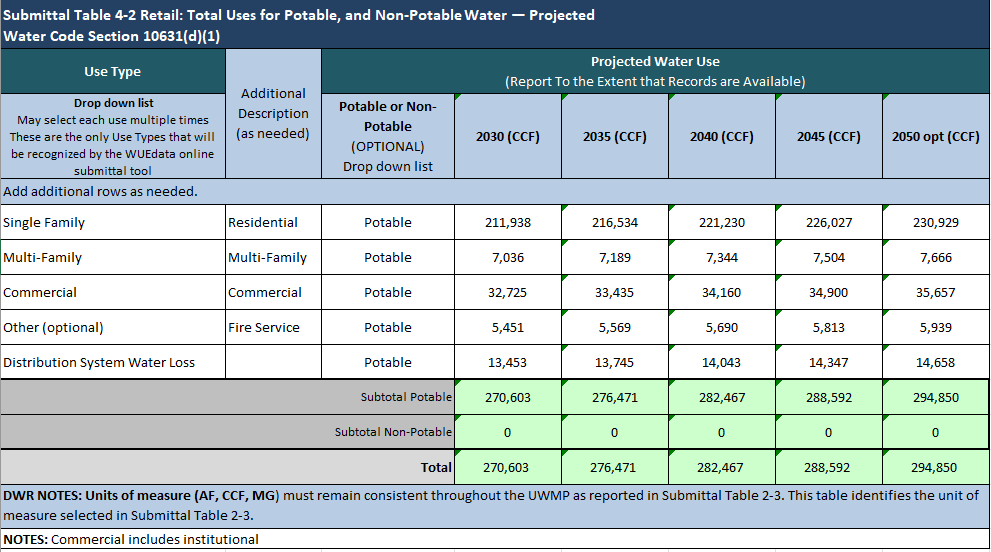 Submittal Table 4-2 Retail: Total Uses for Potable, and Non-Potable Water — Projected
Water Code Section 10631(d)(1)
Use Type
Additional
Description
(as needed)
Projected Water Use
(Report To the Extent that Records are Available)
Drop down list
May select each use multiple times
These are the only Use Types that will
be recognized by the WUEdata online
submittal tool
Potable or Non-
Potable
(OPTIONAL)
Drop down list
2030 (CCF) 2035 (CCF) 2040 (CCF) 2045 (CCF) 2050 opt (CCF)
Add additional rows as needed.
Single Family Residential Potable 211,938 216,534 221,230 226,027 230,929
Multi-Family Multi-Family Potable 7,036 7,189 7,344 7,504 7,666
Commercial Commercial Potable 32,725 33,435 34,160 34,900 35,657
Other (optional) Fire Service Potable 5,451 5,569 5,690 5,813 5,939
Distribution System Water Loss Potable 13,453 13,745 14,043 14,347 14,658
Subtotal Potable 270,603 276,471 282,467 288,592 294,850
Subtotal Non-Potable 0 0 0 0 0
Total 270,603 276,471 282,467 288,592 294,850
DWR NOTES: Units of measure (AF, CCF, MG) must remain consistent throughout the UWMP as reported in Submittal Table 2-3. This table identifies the unit of
measure selected in Submittal Table 2-3.
NOTES: Commercial includes institutional